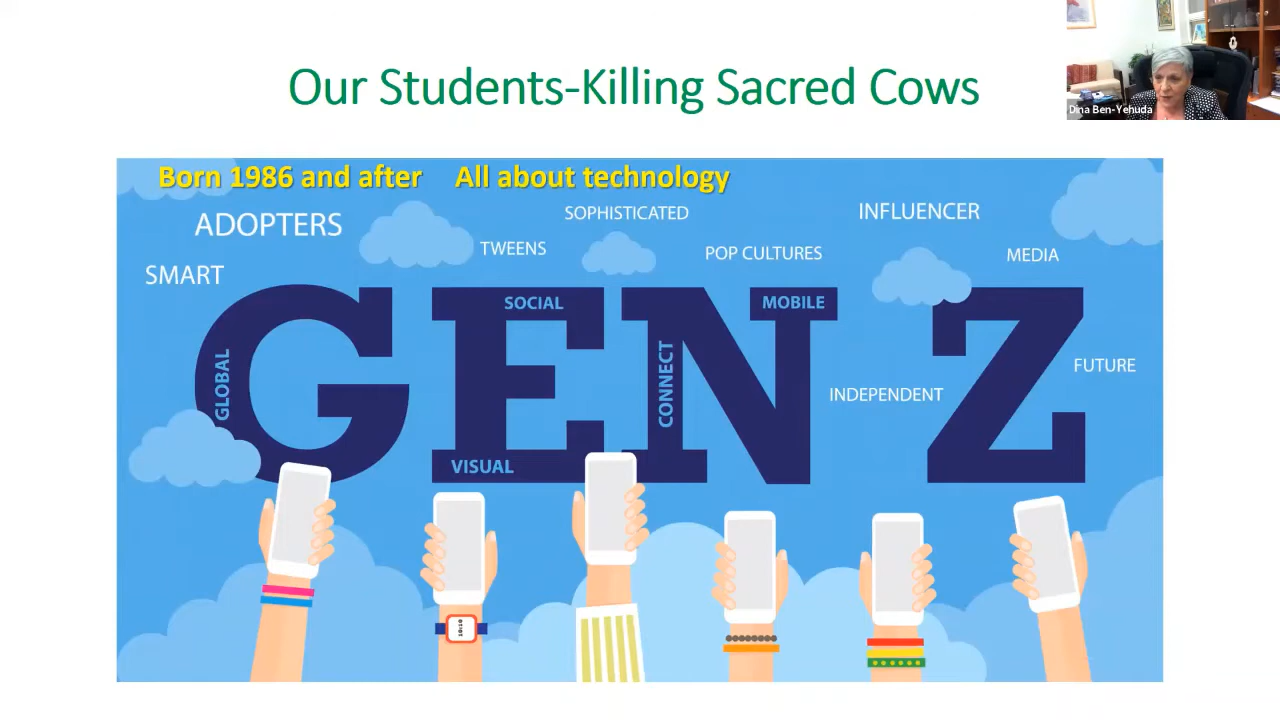 Our Students-Killing Sacred Cows
Dina Ben-Yehuda
Born 1986 and after All about technology
ADOPTERS
SOPHISTICATED
INFLUENCER
TWEENS
POP CULTURES
MEDIA
SMART
GEN Z
SOCIAL
MOBILE
GLOBAL
CONNECT
FUTURE
INDEPENDENT
VISUAL